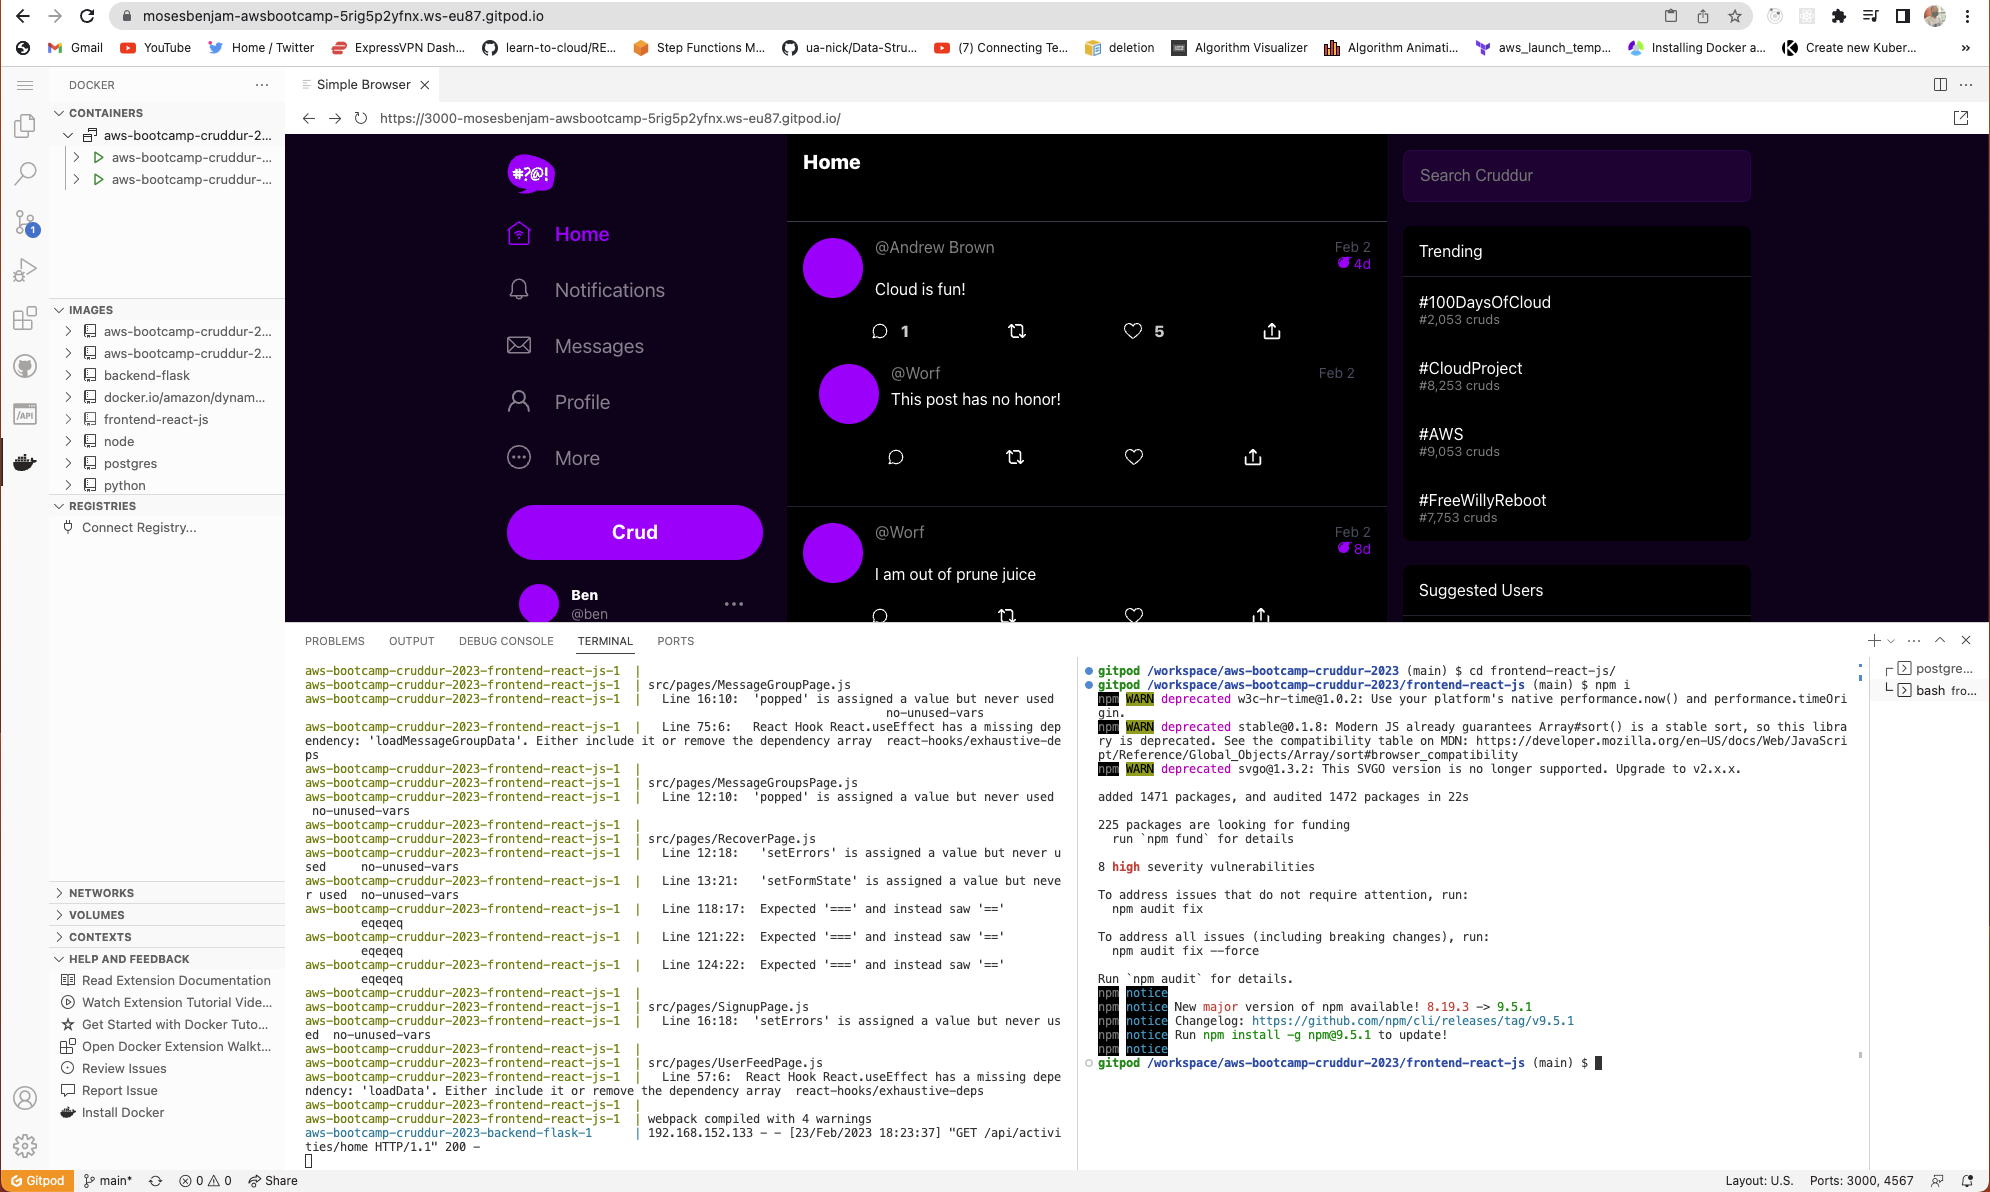 mosesbenjam-awsbootcamp-5rig5p2yfnx.ws-eu87.gitpod.io
Gmail
YouTube
Home / Twitter
ExpressVPN Dash...
learn-to-cloud/RE...
Step Functions M...
ua-nick/Data-Stru...
(7) Connecting Te...
deletion
Algorithm Visualizer
Algorithm Animati...
aws_launch_temp...
Installing Docker a...
Create new Kuber...
»
DOCKER
CONTAINERS
aws-bootcamp-cruddur-2...
aws-bootcamp-cruddur-...
aws-bootcamp-cruddur-...
1
/API
IMAGES
aws-bootcamp-cruddur-2...
aws-bootcamp-cruddur-2...
backend-flask
docker.io/amazon/dynam...
frontend-react-js
node
postgres
python
REGISTRIES
Connect Registry...
NETWORKS
VOLUMES
CONTEXTS
HELP AND FEEDBACK
Read Extension Documentation
Watch Extension Tutorial Vide...
Get Started with Docker Tuto...
Open Docker Extension Walkt...
Review Issues
Report Issue
Install Docker
Simple Browser
https://3000-mosesbenjam-awsbootcamp-5rig5p2yfnx.ws-eu87.gitpod.io/
#?@!
Home
Notifications
Messages
Profile
More
Crud
Ben
@ben
Home
@Andrew Brown
Feb 2
4d
Cloud is fun!
1
5
@Worf
Feb 2
This post has no honor!
@Worf
Feb 2
8d
I am out of prune juice
Search Cruddur
Trending
#100DaysOfCloud
#2,053 cruds
#CloudProject
#8,253 cruds
#AWS
#9,053 cruds
#FreeWillyReboot
#7,753 cruds
Suggested Users
PROBLEMS
OUTPUT
DEBUG CONSOLE
TERMINAL
PORTS
aws-bootcamp-cruddur-2023-frontend-react-js-1 |
aws-bootcamp-cruddur-2023-frontend-react-js-1 | src/pages/MessageGroupPage.js
aws-bootcamp-cruddur-2023-frontend-react-js-1 | Line 16:10: 'popped' is assigned a value but never used
no-unused-vars
aws-bootcamp-cruddur-2023-frontend-react-js-1 | Line 75:6: React Hook React.useEffect has a missing dep
endency: 'loadMessageGroupData'. Either include it or remove the dependency array react-hooks/exhaustive-de
ps
aws-bootcamp-cruddur-2023-frontend-react-js-1 |
aws-bootcamp-cruddur-2023-frontend-react-js-1 | src/pages/MessageGroupsPage.js
aws-bootcamp-cruddur-2023-frontend-react-js-1 | Line 12:10: 'popped' is assigned a value but never used
no-unused-vars
aws-bootcamp-cruddur-2023-frontend-react-js-1 |
aws-bootcamp-cruddur-2023-frontend-react-js-1 | src/pages/RecoverPage.js
aws-bootcamp-cruddur-2023-frontend-react-js-1 | Line 12:18: 'setErrors' is assigned a value but never u
sed no-unused-vars
aws-bootcamp-cruddur-2023-frontend-react-js-1 | Line 13:21: 'setFormState' is assigned a value but neve
r used no-unused-vars
aws-bootcamp-cruddur-2023-frontend-react-js-1 | Line 118:17: Expected '===' and instead saw '=='
eqeqeq
aws-bootcamp-cruddur-2023-frontend-react-js-1 | Line 121:22: Expected '===' and instead saw '=='
eqeqeq
aws-bootcamp-cruddur-2023-frontend-react-js-1 | Line 124:22: Expected '===' and instead saw '=='
eqeqeq
aws-bootcamp-cruddur-2023-frontend-react-js-1 |
aws-bootcamp-cruddur-2023-frontend-react-js-1 | src/pages/SignupPage.js
aws-bootcamp-cruddur-2023-frontend-react-js-1 | Line 16:18: 'setErrors' is assigned a value but never us
ed no-unused-vars
aws-bootcamp-cruddur-2023-frontend-react-js-1 |
aws-bootcamp-cruddur-2023-frontend-react-js-1 | src/pages/UserFeedPage.js
aws-bootcamp-cruddur-2023-frontend-react-js-1 | Line 57:6: React Hook React.useEffect has a missing depe
ndency: 'loadData'. Either include it or remove the dependency array react-hooks/exhaustive-deps
aws-bootcamp-cruddur-2023-frontend-react-js-1 |
aws-bootcamp-cruddur-2023-frontend-react-js-1 | webpack compiled with 4 warnings
aws-bootcamp-cruddur-2023-backend-flask-1 | 192.168.152.133 - - [23/Feb/2023 18:23:37] "GET /api/activi
ties/home HTTP/1.1" 200 -
gitpod /workspace/aws-bootcamp-cruddur-2023 (main) $ cd frontend-react-js/
gitpod /workspace/aws-bootcamp-cruddur-2023/frontend-react-js (main) $ npm i
npm WARN deprecated w3c-hr-time@1.0.2: Use your platform's native performance.now() and performance.timeOri
gin.
npm WARN deprecated stable@0.1.8: Modern JS already guarantees Array#sort() is a stable sort, so this libra
ry is deprecated. See the compatibility table on MDN: https://developer.mozilla.org/en-US/docs/Web/JavaScri
pt/Reference/Global_Objects/Array/sort#browser_compatibility
npm WARN deprecated svgo@1.3.2: This SVGO version is no longer supported. Upgrade to v2.x.x.
added 1471 packages, and audited 1472 packages in 22s
225 packages are looking for funding
run `npm fund` for details
8 high severity vulnerabilities
To address issues that do not require attention, run:
npm audit fix
To address all issues (including breaking changes), run:
npm audit fix --force
Run `npm audit` for details.
npm notice
npm notice New major version of npm available! 8.19.3 -> 9.5.1
npm notice Changelog: https://github.com/npm/cli/releases/tag/v9.5.1
npm notice Run npm install -g npm@9.5.1 to update!
npm notice
gitpod /workspace/aws-bootcamp-cruddur-2023/frontend-react-js (main) $
postgre...
bash fro...
Gitpod
main*
0
0
Share
Layout: U.S.
Ports: 3000, 4567